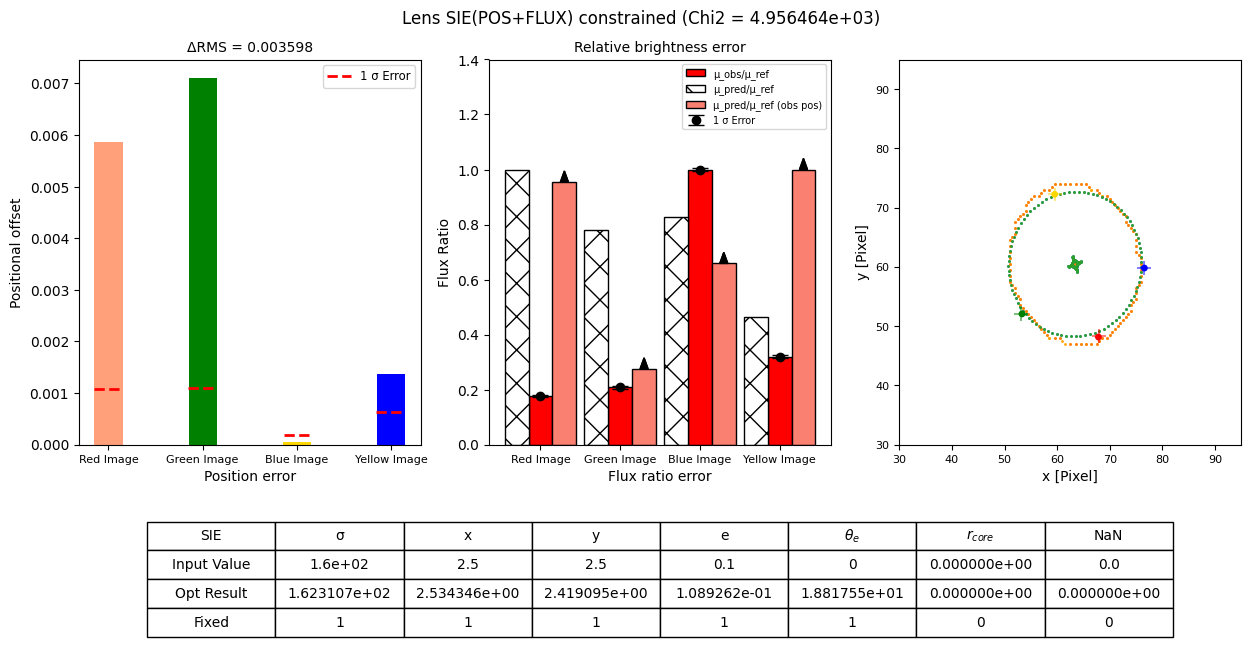 Lens SIE(POS+FLUX) constrained (Chi2 = 4.956464e+03)
ΔRMS = 0.003598
Positional offset
0.007
0.006
0.005
0.004
0.003
0.002
0.001
0.000
1 σ Error
Red Image Green Image Blue Image Yellow Image
Position error
Relative brightness error
Flux Ratio
1.4
1.2
1.0
0.8
0.6
0.4
0.2
0.0
μ_obs/μ_ref
μ_pred/μ_ref
μ_pred/μ_ref (obs pos)
1 σ Error
Red Image Green Image Blue Image Yellow Image
Flux ratio error
y [Pixel]
90
80
70
60
50
40
30
30 40 50 60 70 80 90
x [Pixel]
SIE σ x y e θ_e r_core NaN
Input Value 1.6e+02 2.5 2.5 0.1 0 0.000000e+00 0.0
Opt Result 1.623107e+02 2.534346e+00 2.419095e+00 1.089262e-01 1.881755e+01 0.000000e+00 0.000000e+00
Fixed 1 1 1 1 1 0 0